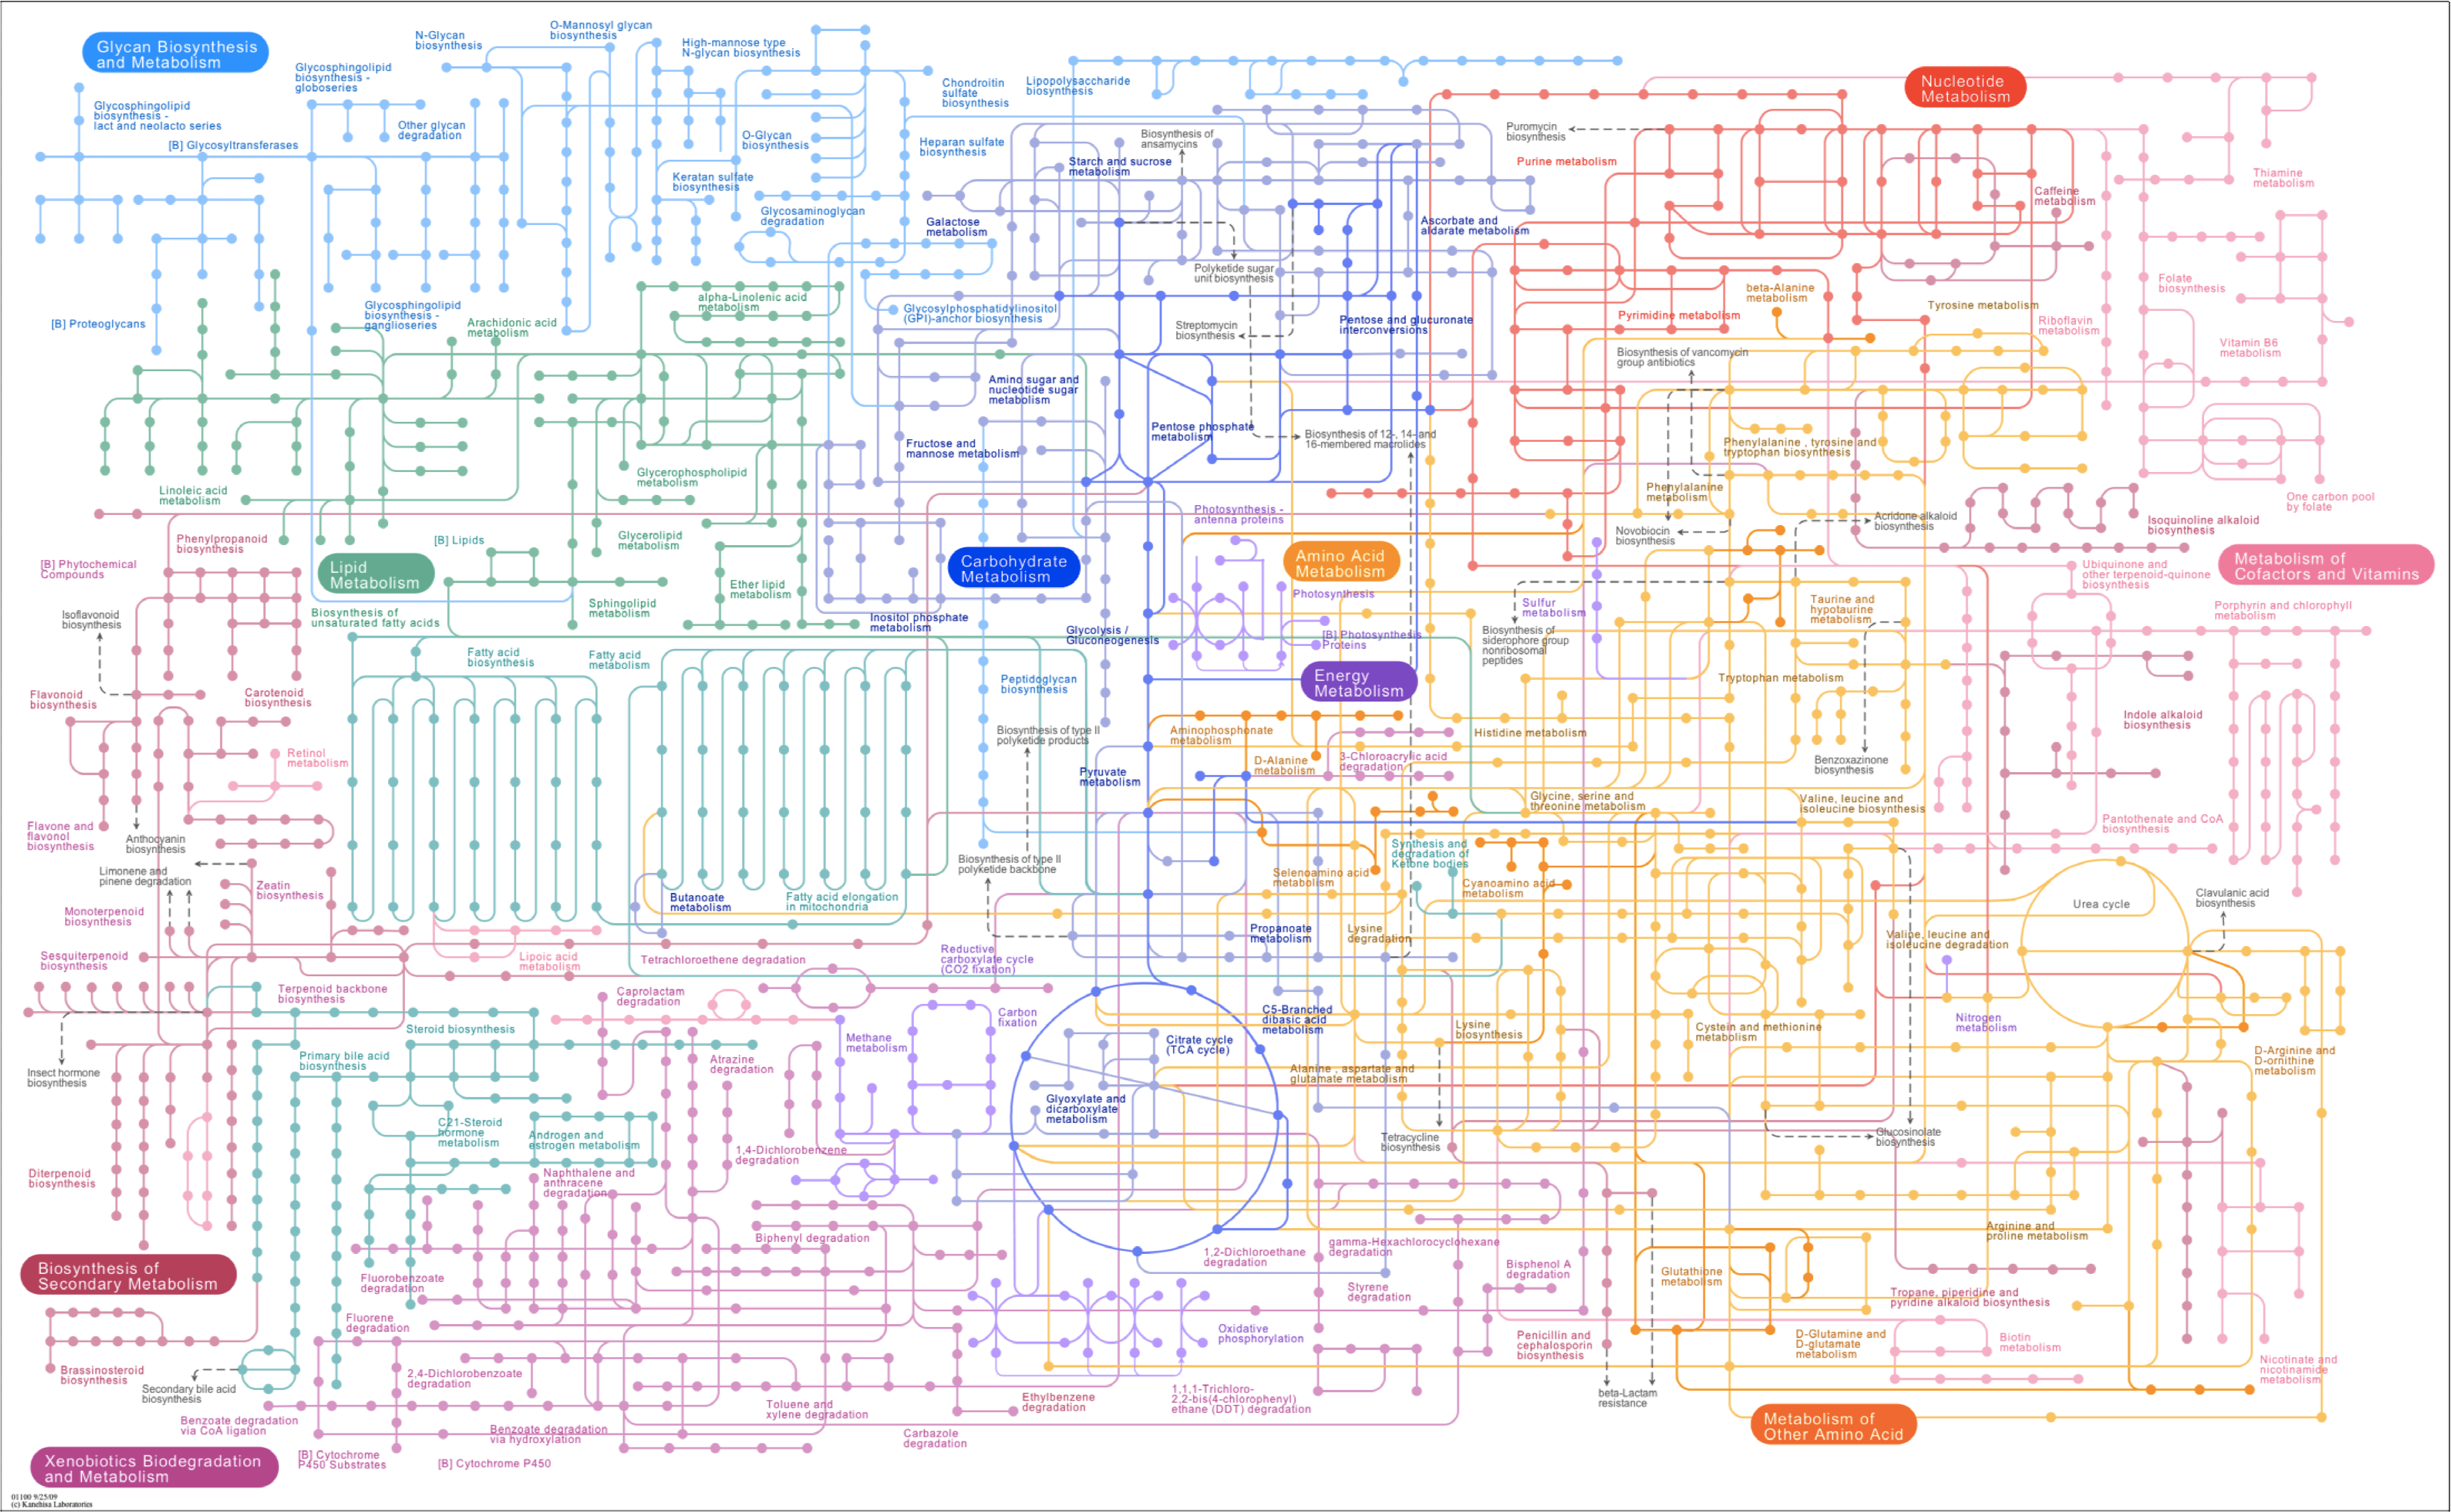 Glycan Biosynthesis
and Metabolism
N-Glycan
biosynthesis
O-Mannosyl glycan
biosynthesis
High-mannose type
N-glycan biosynthesis
Glycosphingolipid
biosynthesis -
globoseries
Glycosphingolipid
biosynthesis -
lact and neolacto series
Other glycan
degradation
[B] Glycosyltransferases
O-Glycan
biosynthesis
Keratan sulfate
biosynthesis
Chondroitin
sulfate
biosynthesis
Lipopolysaccharide
biosynthesis
Heparan sulfate
biosynthesis
Glycosaminoglycan
degradation
Galactose
metabolism
Starch and sucrose
metabolism
Biosynthesis of
ansamycins
Nucleotide
Metabolism
Puromycin
biosynthesis
Purine metabolism
Caffeine
metabolism
Thiamine
metabolism
Ascorbate and
aldarate metabolism
Polyketide sugar
unit biosynthesis
Folate
biosynthesis
[B] Proteoglycans
Glycosphingolipid
biosynthesis -
ganglioseries
Arachidonic acid
metabolism
alpha-Linolenic acid
metabolism
Glycosylphosphatidylinositol
(GPI)-anchor biosynthesis
Streptomycin
biosynthesis
Pentose and glucuronate
interconversions
beta-Alanine
metabolism
Pyrimidine metabolism
Tyrosine metabolism
Riboflavin
metabolism
Vitamin B6
metabolism
Biosynthesis of vancomycin
group antibiotics
Amino sugar and
nucleotide sugar
metabolism
Pentose phosphate
metabolism
Biosynthesis of 12-, 14- and
16-membered macrolides
Fructose and
mannose metabolism
Phenylalanine , tyrosine and
tryptophan biosynthesis
Linoleic acid
metabolism
Glycerophospholipid
metabolism
Glycerolipid
metabolism
Phenylalanine
metabolism
Novobiocin
biosynthesis
Acridone alkaloid
biosynthesis
Isoquinoline alkaloid
biosynthesis
One carbon pool
by folate
Phenylpropanoid
biosynthesis
[B] Phytochemical
Compounds
[B] Lipids
Lipid
Metabolism
Carbohydrate
Metabolism
Photosynthesis -
antenna proteins
Amino Acid
Metabolism
Metabolism of
Cofactors and Vitamins
Isoflavonoid
biosynthesis
Biosynthesis of
unsaturated fatty acids
Sphingolipid
metabolism
Ether lipid
metabolism
Inositol phosphate
metabolism
Glycolysis /
Gluconeogenesis
Photosynthesis
[B] Photosynthesis
Proteins
Sulfur
metabolism
Biosynthesis of
siderophore group
nonribosomal
peptides
Taurine and
hypotaurine
metabolism
Ubiquinone and
other terpenoid-quinone
biosynthesis
Porphyrin and chlorophyll
metabolism
Flavonoid
biosynthesis
Carotenoid
biosynthesis
Fatty acid
biosynthesis
Fatty acid
metabolism
Peptidoglycan
biosynthesis
Energy
Metabolism
Tryptophan metabolism
Retinol
metabolism
Biosynthesis of type II
polyketide products
Aminophosphonate
metabolism
D-Alanine
metabolism
3-Chloroacrylic acid
degradation
Histidine metabolism
Benzoxazinone
biosynthesis
Indole alkaloid
biosynthesis
Pyruvate
metabolism
Glycine, serine and
threonine metabolism
Valine, leucine and
isoleucine biosynthesis
Pantothenate and CoA
biosynthesis
Flavone and
flavonol
biosynthesis
Anthocyanin
biosynthesis
Limonene and
pinene degradation
Zeatin
biosynthesis
Monoterpenoid
biosynthesis
Butanoate
metabolism
Fatty acid elongation
in mitochondria
Biosynthesis of type II
polyketide backbone
Selenoamino acid
metabolism
Synthesis and
degradation of
Ketone bodies
Cyanoamino acid
metabolism
Urea cycle
Clavulanic acid
biosynthesis
Sesquiterpenoid
biosynthesis
Lipoic acid
metabolism
Tetrachloroethene degradation
Reductive
carboxylate cycle
(CO2 fixation)
Propanoate
metabolism
Lysine
degradation
Valine, leucine and
isoleucine degradation
Terpenoid backbone
biosynthesis
Caprolactam
degradation
Steroid biosynthesis
Carbon
fixation
Methane
metabolism
C5-Branched
dibasic acid
metabolism
Citrate cycle
(TCA cycle)
Lysine
biosynthesis
Cystein and methionine
metabolism
Nitrogen
metabolism
Insect hormone
biosynthesis
Primary bile acid
biosynthesis
Atrazine
degradation
Glyoxylate and
dicarboxylate
metabolism
Alanine , aspartate and
glutamate metabolism
D-Arginine and
D-ornithine
metabolism
C21-Steroid
hormone
metabolism
Androgen and
estrogen metabolism
1,4-Dichlorobenzene
degradation
Tetracycline
biosynthesis
Glucosinolate
biosynthesis
Diterpenoid
biosynthesis
Naphthalene and
anthracene
degradation
Biphenyl degradation
1,2-Dichloroethane
degradation
gamma-Hexachlorocyclohexane
degradation
Arginine and
proline metabolism
Biosynthesis of
Secondary Metabolism
Fluorobenzoate
degradation
Styrene
degradation
Bisphenol A
degradation
Glutathione
metabolism
Tropane, piperidine and
pyridine alkaloid biosynthesis
Fluorene
degradation
Oxidative
phosphorylation
Penicillin and
cephalosporin
biosynthesis
D-Glutamine and
D-glutamate
metabolism
Biotin
metabolism
Nicotinate and
nicotinamide
metabolism
Brassinosteroid
biosynthesis
Secondary bile acid
biosynthesis
2,4-Dichlorobenzoate
degradation
Toluene and
xylene degradation
Ethylbenzene
degradation
1,1,1-Trichloro-
2,2-bis(4-chlorophenyl)
ethane (DDT) degradation
beta-Lactam
resistance
Benzoate degradation
via CoA ligation
Benzoate degradation
via hydroxylation
Carbazole
degradation
Metabolism of
Other Amino Acid
Xenobiotics Biodegradation
and Metabolism
[B] Cytochrome
P450 Substrates
[B] Cytochrome P450
01100 9/25/09
(c) Kanehisa Laboratories